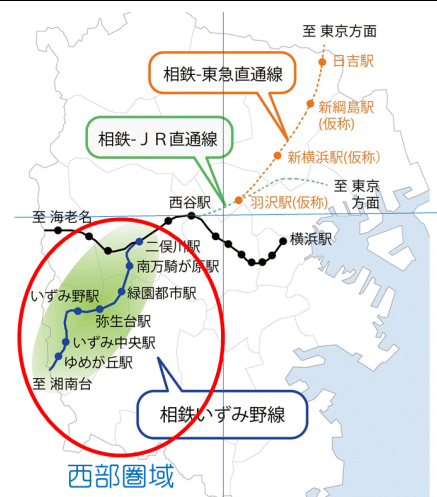 至 東京方面
日吉駅
相鉄-東急直通線
新綱島駅
(仮称)
相鉄-ＪＲ直通線
新横浜駅(仮称)
至 東京
方面
西谷駅
羽沢駅(仮称)
至 海老名
二俣川駅
横浜駅
南万騎が原駅
いずみ野駅
緑園都市駅
弥生台駅
いずみ中央駅
ゆめが丘駅
至 湘南台
相鉄いずみ野線
西部圏域